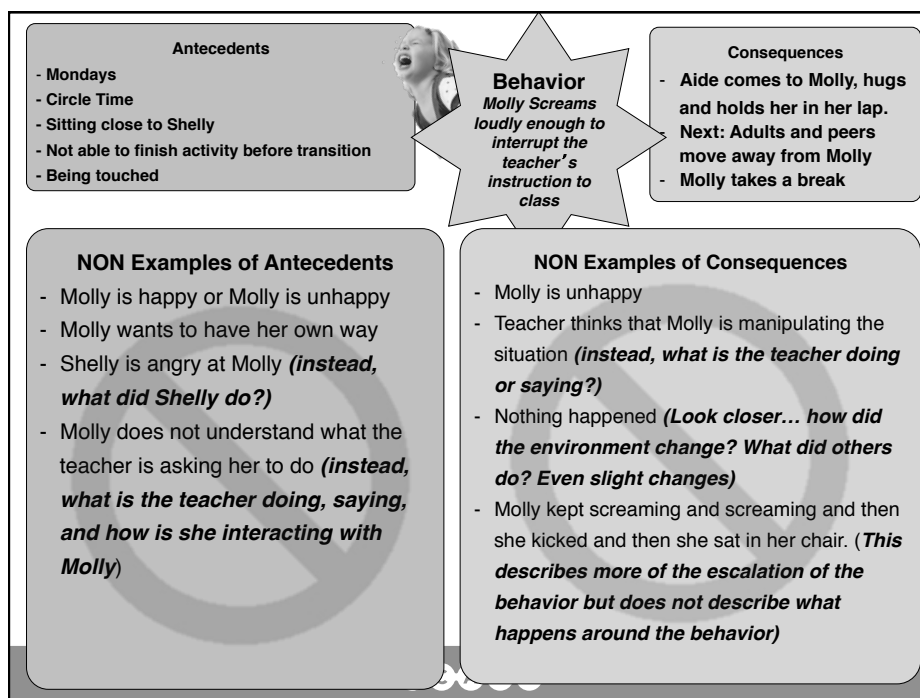 Antecedents
- Mondays
- Circle Time
- Sitting close to Shelly
- Not able to finish activity before transition
- Being touched
Behavior
Molly Screams
loudly enough to
interrupt the
teacher's
instruction to
class
Consequences
- Aide comes to Molly, hugs
and holds her in her lap.
- Next: Adults and peers
move away from Molly
- Molly takes a break
NON Examples of Antecedents
- Molly is happy or Molly is unhappy
- Molly wants to have her own way
- Shelly is angry at Molly (instead,
what did Shelly do?)
- Molly does not understand what the
teacher is asking her to do (instead,
what is the teacher doing, saying,
and how is she interacting with
Molly)
NON Examples of Consequences
- Molly is unhappy
- Teacher thinks that Molly is manipulating the
situation (instead, what is the teacher doing
or saying?)
- Nothing happened (Look closer... how did
the environment change? What did others
do? Even slight changes)
- Molly kept screaming and screaming and then
she kicked and then she sat in her chair. (This
describes more of the escalation of the
behavior but does not describe what
happens around the behavior)